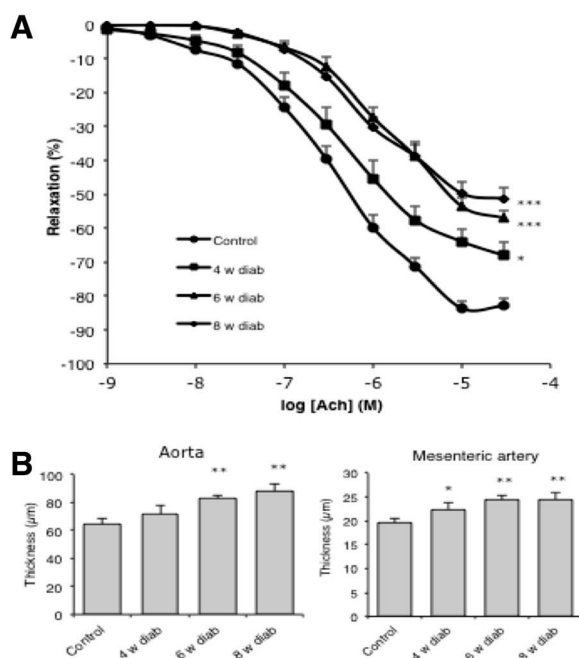 A
0
-10
-20
-30
-40
-50
-60
-70
-80
-90
-100
Relaxation (%)
Control
4 w diab
6 w diab
8 w diab
***
***
*
-9 -8 -7 -6 -5 -4
log [Ach] (M)
B
Aorta
100
80
60
40
20
0
Thickness (µm)
** **
Control 4 w diab 6 w diab 8 w diab
Mesenteric artery
30
25
20
15
10
5
0
Thickness (µm)
* ** **
Control 4 w diab 6 w diab 8 w diab